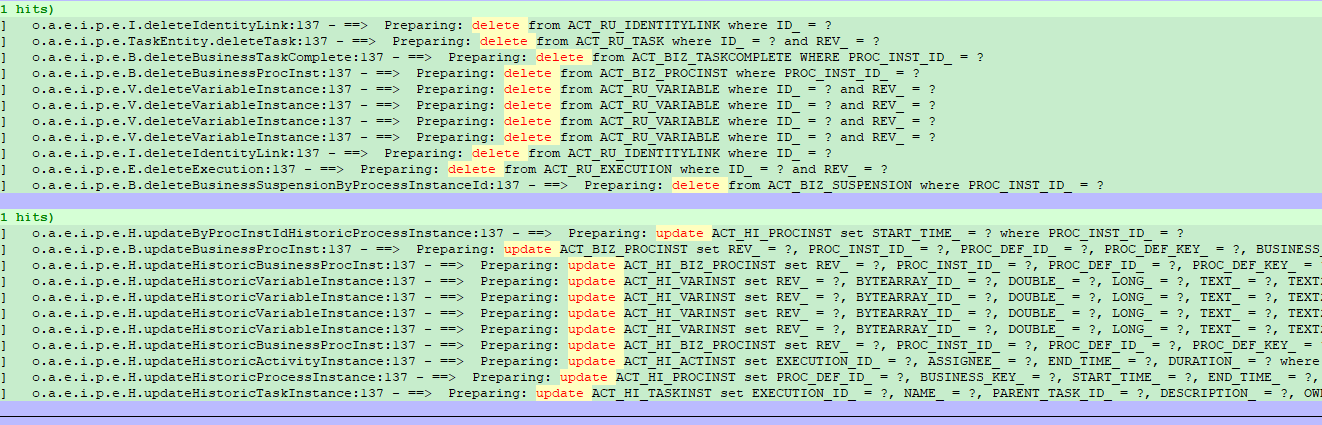 1 hits)
]   o.a.e.i.p.e.I.deleteIdentityLink:137 - ==>  Preparing: delete from ACT_RU_IDENTITYLINK where ID_ = ?
]   o.a.e.i.p.e.TaskEntity.deleteTask:137 - ==>  Preparing: delete from ACT_RU_TASK where ID_ = ? and REV_ = ?
]   o.a.e.i.p.e.B.deleteBusinessTaskComplete:137 - ==>  Preparing: delete from ACT_BIZ_TASKCOMPLETE WHERE PROC_INST_ID_ = ?
]   o.a.e.i.p.e.B.deleteBusinessProcInst:137 - ==>  Preparing: delete from ACT_BIZ_PROCINST where PROC_INST_ID_ = ?
]   o.a.e.i.p.e.V.deleteVariableInstance:137 - ==>  Preparing: delete from ACT_RU_VARIABLE where ID_ = ? and REV_ = ?
]   o.a.e.i.p.e.V.deleteVariableInstance:137 - ==>  Preparing: delete from ACT_RU_VARIABLE where ID_ = ? and REV_ = ?
]   o.a.e.i.p.e.V.deleteVariableInstance:137 - ==>  Preparing: delete from ACT_RU_VARIABLE where ID_ = ? and REV_ = ?
]   o.a.e.i.p.e.V.deleteVariableInstance:137 - ==>  Preparing: delete from ACT_RU_VARIABLE where ID_ = ? and REV_ = ?
]   o.a.e.i.p.e.I.deleteIdentityLink:137 - ==>  Preparing: delete from ACT_RU_IDENTITYLINK where ID_ = ?
]   o.a.e.i.p.e.E.deleteExecution:137 - ==>  Preparing: delete from ACT_RU_EXECUTION where ID_ = ? and REV_ = ?
]   o.a.e.i.p.e.B.deleteBusinessSuspensionByProcessInstanceId:137 - ==>  Preparing: delete from ACT_BIZ_SUSPENSION where PROC_INST_ID_ = ?
1 hits)
]   o.a.e.i.p.e.H.updateByProcInstIdHistoricProcessInstance:137 - ==>  Preparing: update ACT_HI_PROCINST set START_TIME_ = ? where PROC_INST_ID_ = ?
]   o.a.e.i.p.e.B.updateBusinessProcInst:137 - ==>  Preparing: update ACT_BIZ_PROCINST set REV_ = ?, PROC_INST_ID_ = ?, PROC_DEF_ID_ = ?, PROC_DEF_KEY_ = ?, BUSINESS_
]   o.a.e.i.p.e.H.updateHistoricBusinessProcInst:137 - ==>  Preparing: update ACT_HI_BIZ_PROCINST set REV_ = ?, PROC_INST_ID_ = ?, PROC_DEF_ID_ = ?, PROC_DEF_KEY_ =
]   o.a.e.i.p.e.H.updateHistoricVariableInstance:137 - ==>  Preparing: update ACT_HI_VARINST set REV_ = ?, BYTEARRAY_ID_ = ?, DOUBLE_ = ?, LONG_ = ?, TEXT_ = ?, TEXT2
]   o.a.e.i.p.e.H.updateHistoricVariableInstance:137 - ==>  Preparing: update ACT_HI_VARINST set REV_ = ?, BYTEARRAY_ID_ = ?, DOUBLE_ = ?, LONG_ = ?, TEXT_ = ?, TEXT2
]   o.a.e.i.p.e.H.updateHistoricVariableInstance:137 - ==>  Preparing: update ACT_HI_VARINST set REV_ = ?, BYTEARRAY_ID_ = ?, DOUBLE_ = ?, LONG_ = ?, TEXT_ = ?, TEXT2
]   o.a.e.i.p.e.H.updateHistoricVariableInstance:137 - ==>  Preparing: update ACT_HI_VARINST set REV_ = ?, BYTEARRAY_ID_ = ?, DOUBLE_ = ?, LONG_ = ?, TEXT_ = ?, TEXT2
]   o.a.e.i.p.e.H.updateHistoricBusinessProcInst:137 - ==>  Preparing: update ACT_HI_BIZ_PROCINST set REV_ = ?, PROC_INST_ID_ = ?, PROC_DEF_ID_ = ?, PROC_DEF_KEY_ =
]   o.a.e.i.p.e.H.updateHistoricActivityInstance:137 - ==>  Preparing: update ACT_HI_ACTINST set EXECUTION_ID_ = ?, ASSIGNEE_ = ?, END_TIME_ = ?, DURATION_ = ? where
]   o.a.e.i.p.e.H.updateHistoricProcessInstance:137 - ==>  Preparing: update ACT_HI_PROCINST set PROC_DEF_ID_ = ?, BUSINESS_KEY_ = ?, START_TIME_ = ?, END_TIME_ = ?,
]   o.a.e.i.p.e.H.updateHistoricTaskInstance:137 - ==>  Preparing: update ACT_HI_TASKINST set EXECUTION_ID_ = ?, NAME_ = ?, PARENT_TASK_ID_ = ?, DESCRIPTION_ = ?,